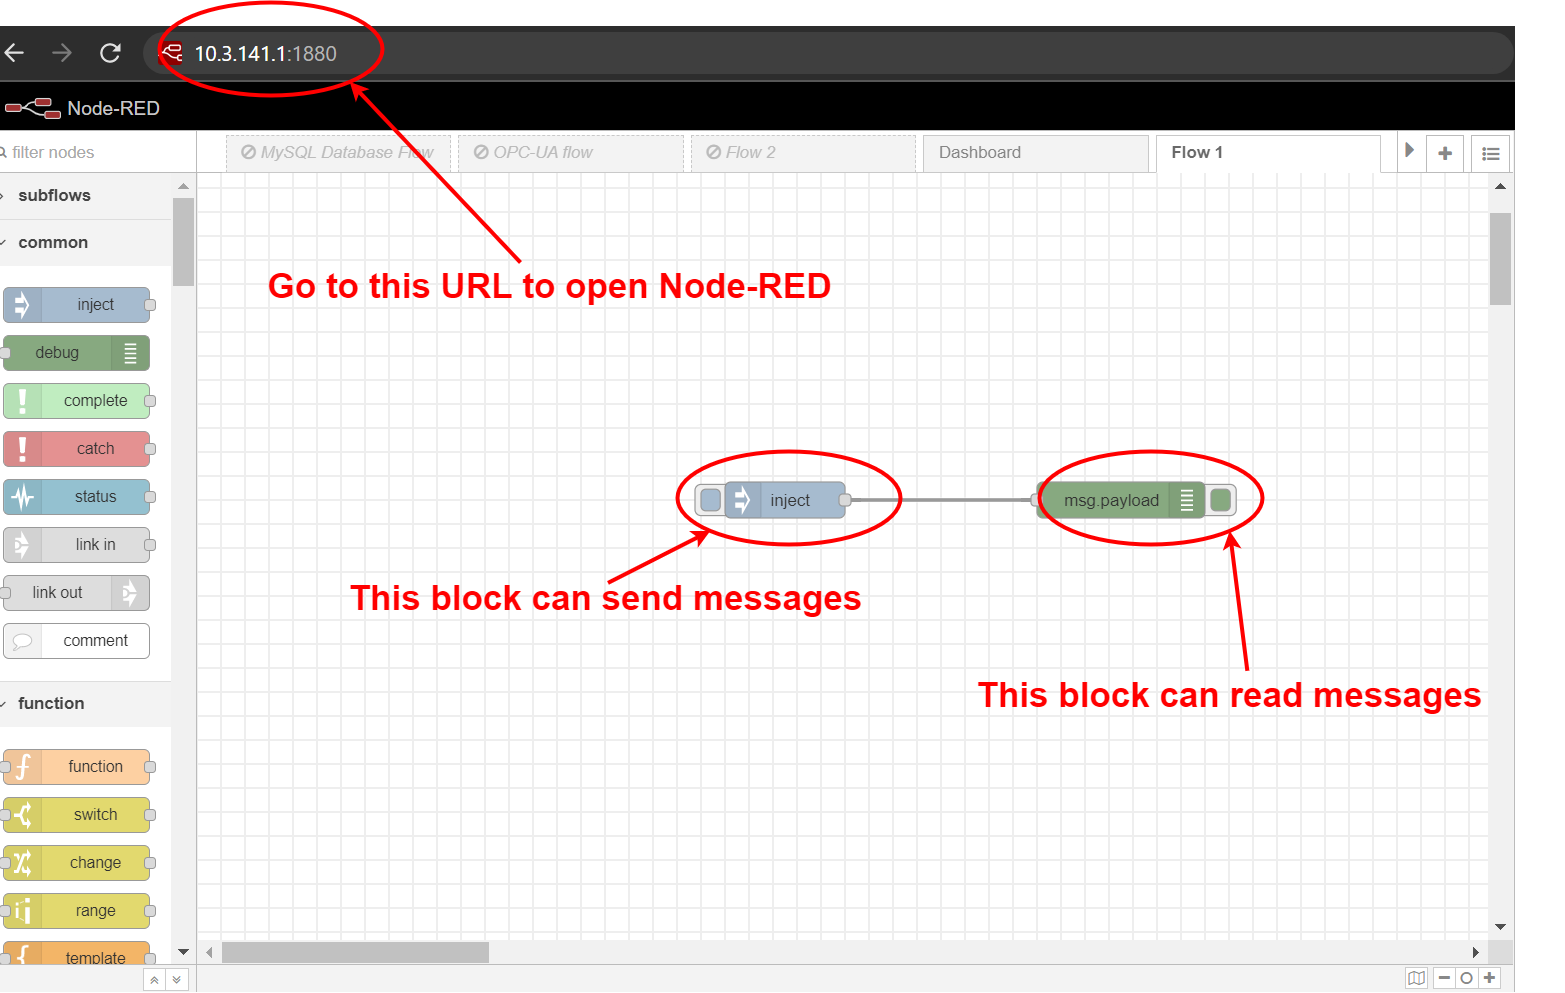 10.3.141.1:1880
Node-RED
filter nodes
MySQL Database Flow
OPC-UA flow
Flow 2
Dashboard
Flow 1
subflows
common
inject
debug
complete
catch
status
link in
link out
comment
function
function
switch
change
range
template
Go to this URL to open Node-RED
inject
msg.payload
This block can send messages
This block can read messages